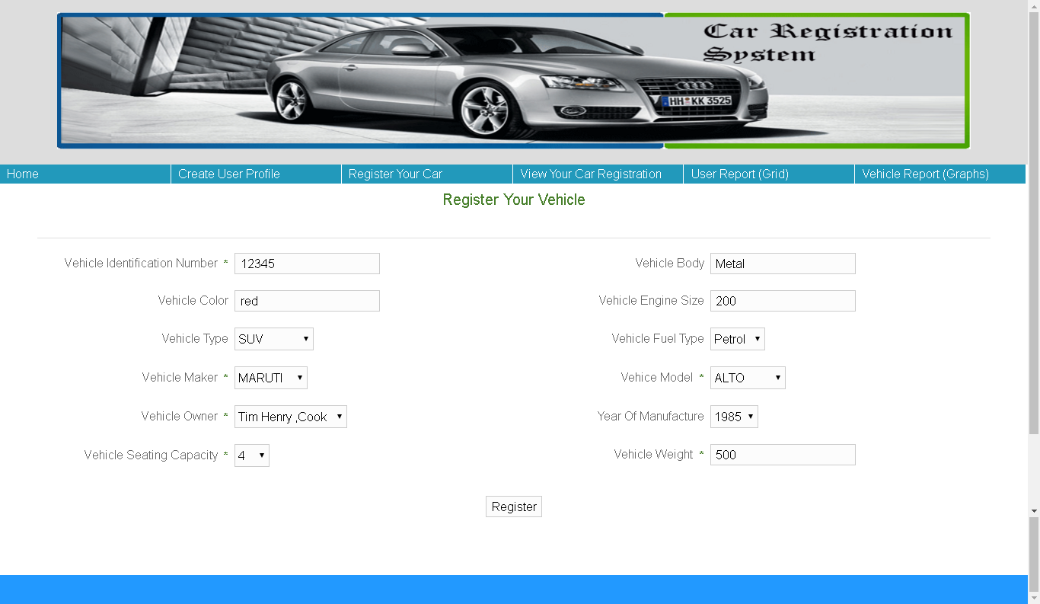 Car Registration
System
HH KK 3525
Home Create User Profile Register Your Car View Your Car Registration User Report (Grid) Vehicle Report (Graphs)
Register Your Vehicle
Vehicle Identification Number * 12345 Vehicle Body Metal
Vehicle Color red Vehicle Engine Size 200
Vehicle Type SUV Vehicle Fuel Type Petrol
Vehicle Maker * MARUTI Vehice Model * ALTO
Vehicle Owner * Tim Henry ,Cook Year Of Manufacture 1985
Vehicle Seating Capacity * 4 Vehicle Weight * 500
Register